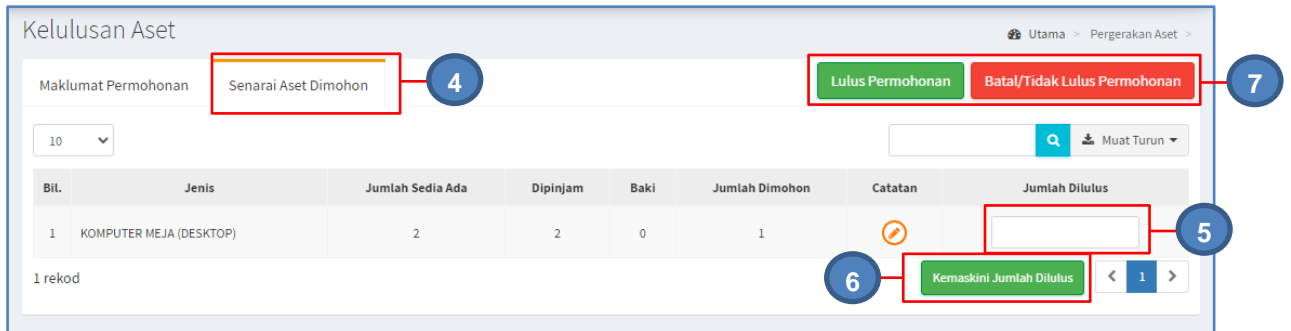 Kelulusan Aset
Utama > Pergerakan Aset >
Maklumat Permohonan Senarai Aset Dimohon 4 Lulus Permohonan Batal/Tidak Lulus Permohonan 7
10 Muat Turun
Bil. Jenis Jumlah Sedia Ada Dipinjam Baki Jumlah Dimohon Catatan Jumlah Dilulus
1 KOMPUTER MEJA (DESKTOP) 2 2 0 1 5
1 rekod 6 Kemaskini Jumlah Dilulus < 1 >